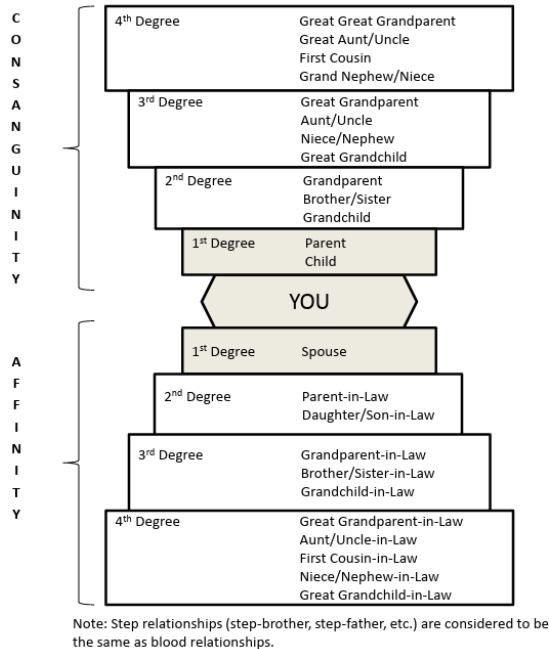 CONSANGUINITY
4th Degree Great Great Grandparent
Great Aunt/Uncle
First Cousin
Grand Nephew/Niece
3rd Degree Great Grandparent
Aunt/Uncle
Niece/Nephew
Great Grandchild
2nd Degree Grandparent
Brother/Sister
Grandchild
1st Degree Parent
Child
YOU
AFFINITY
1st Degree Spouse
2nd Degree Parent-in-Law
Daughter/Son-in-Law
3rd Degree Grandparent-in-Law
Brother/Sister-in-Law
Grandchild-in-Law
4th Degree Great Grandparent-in-Law
Aunt/Uncle-in-Law
First Cousin-in-Law
Niece/Nephew-in-Law
Great Grandchild-in-Law
Note: Step relationships (step-brother, step-father, etc.) are considered to be
the same as blood relationships.